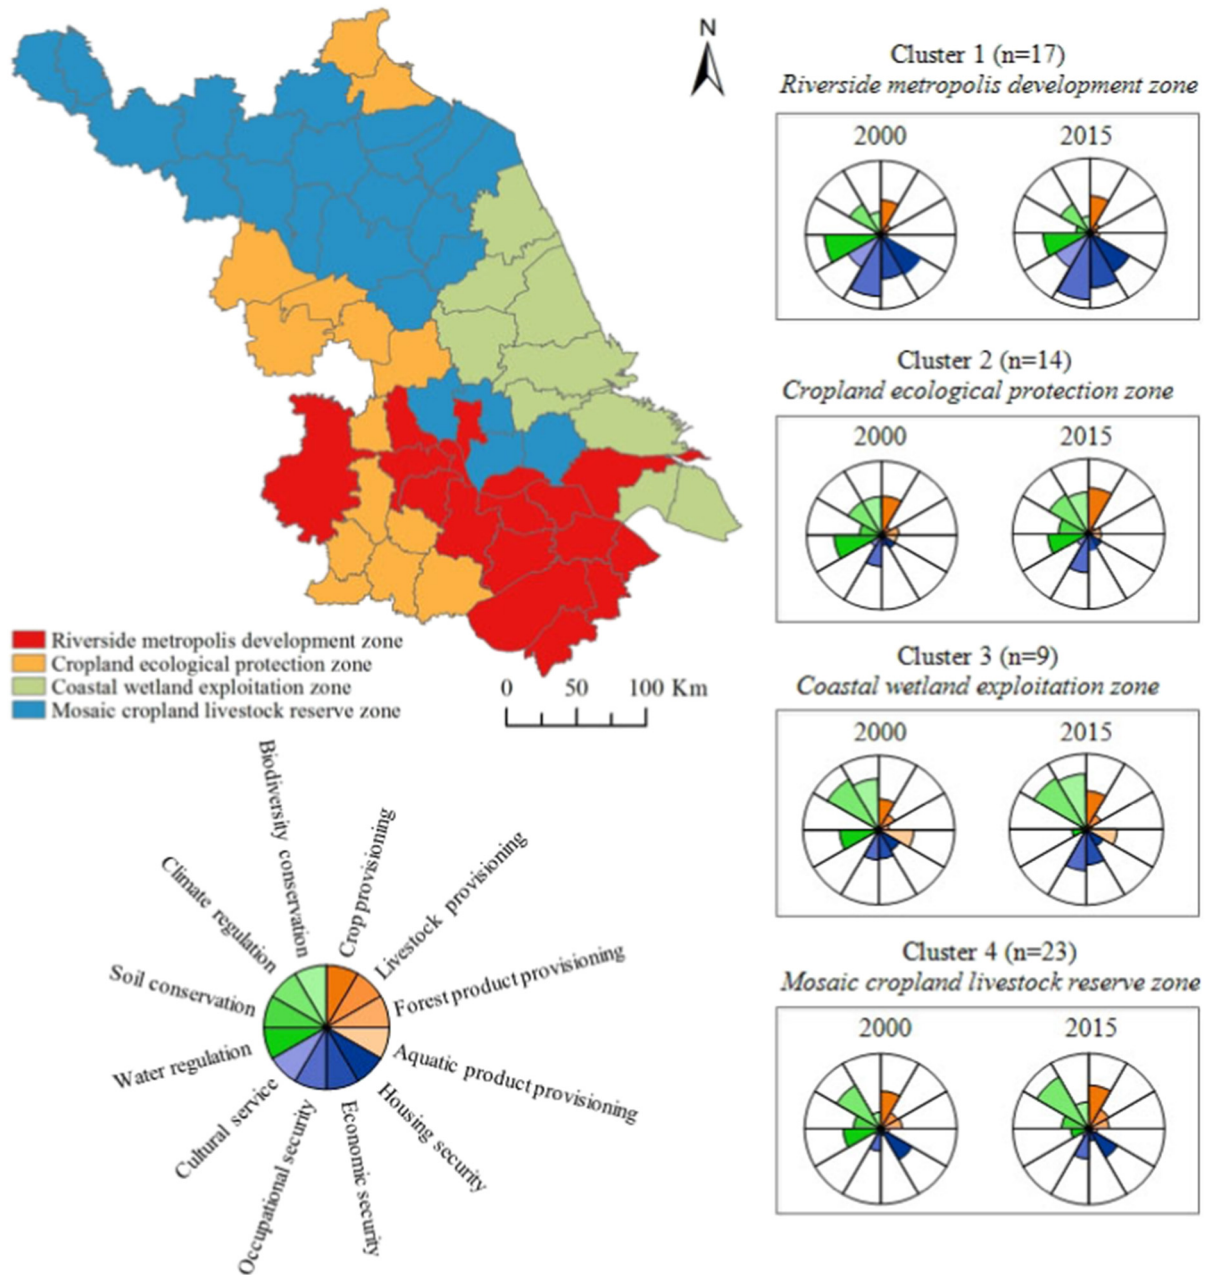 N
Riverside metropolis development zone
Cropland ecological protection zone
Coastal wetland exploitation zone
Mosaic cropland livestock reserve zone
0 50 100 Km
Biodiversity conservation
Crop provisioning
Climate regulation
Livestock provisioning
Soil conservation
Forest product provisioning
Water regulation
Aquatic product provisioning
Cultural service
Housing security
Occupational security
Economic security
Cluster 1 (n=17)
Riverside metropolis development zone
2000 2015
Cluster 2 (n=14)
Cropland ecological protection zone
2000 2015
Cluster 3 (n=9)
Coastal wetland exploitation zone
2000 2015
Cluster 4 (n=23)
Mosaic cropland livestock reserve zone
2000 2015